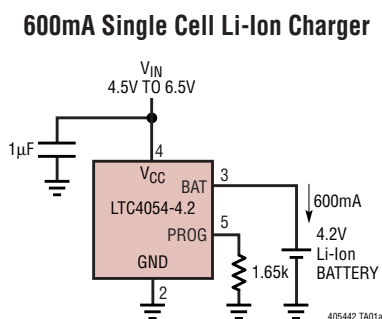 600mA Single Cell Li-Ion Charger
VIN
4.5V TO 6.5V
1µF
4
VCC
BAT
3
LTC4054-4.2
600mA
PROG
5
4.2V
Li-Ion
BATTERY
1.65k
GND
2
405442 TA01a